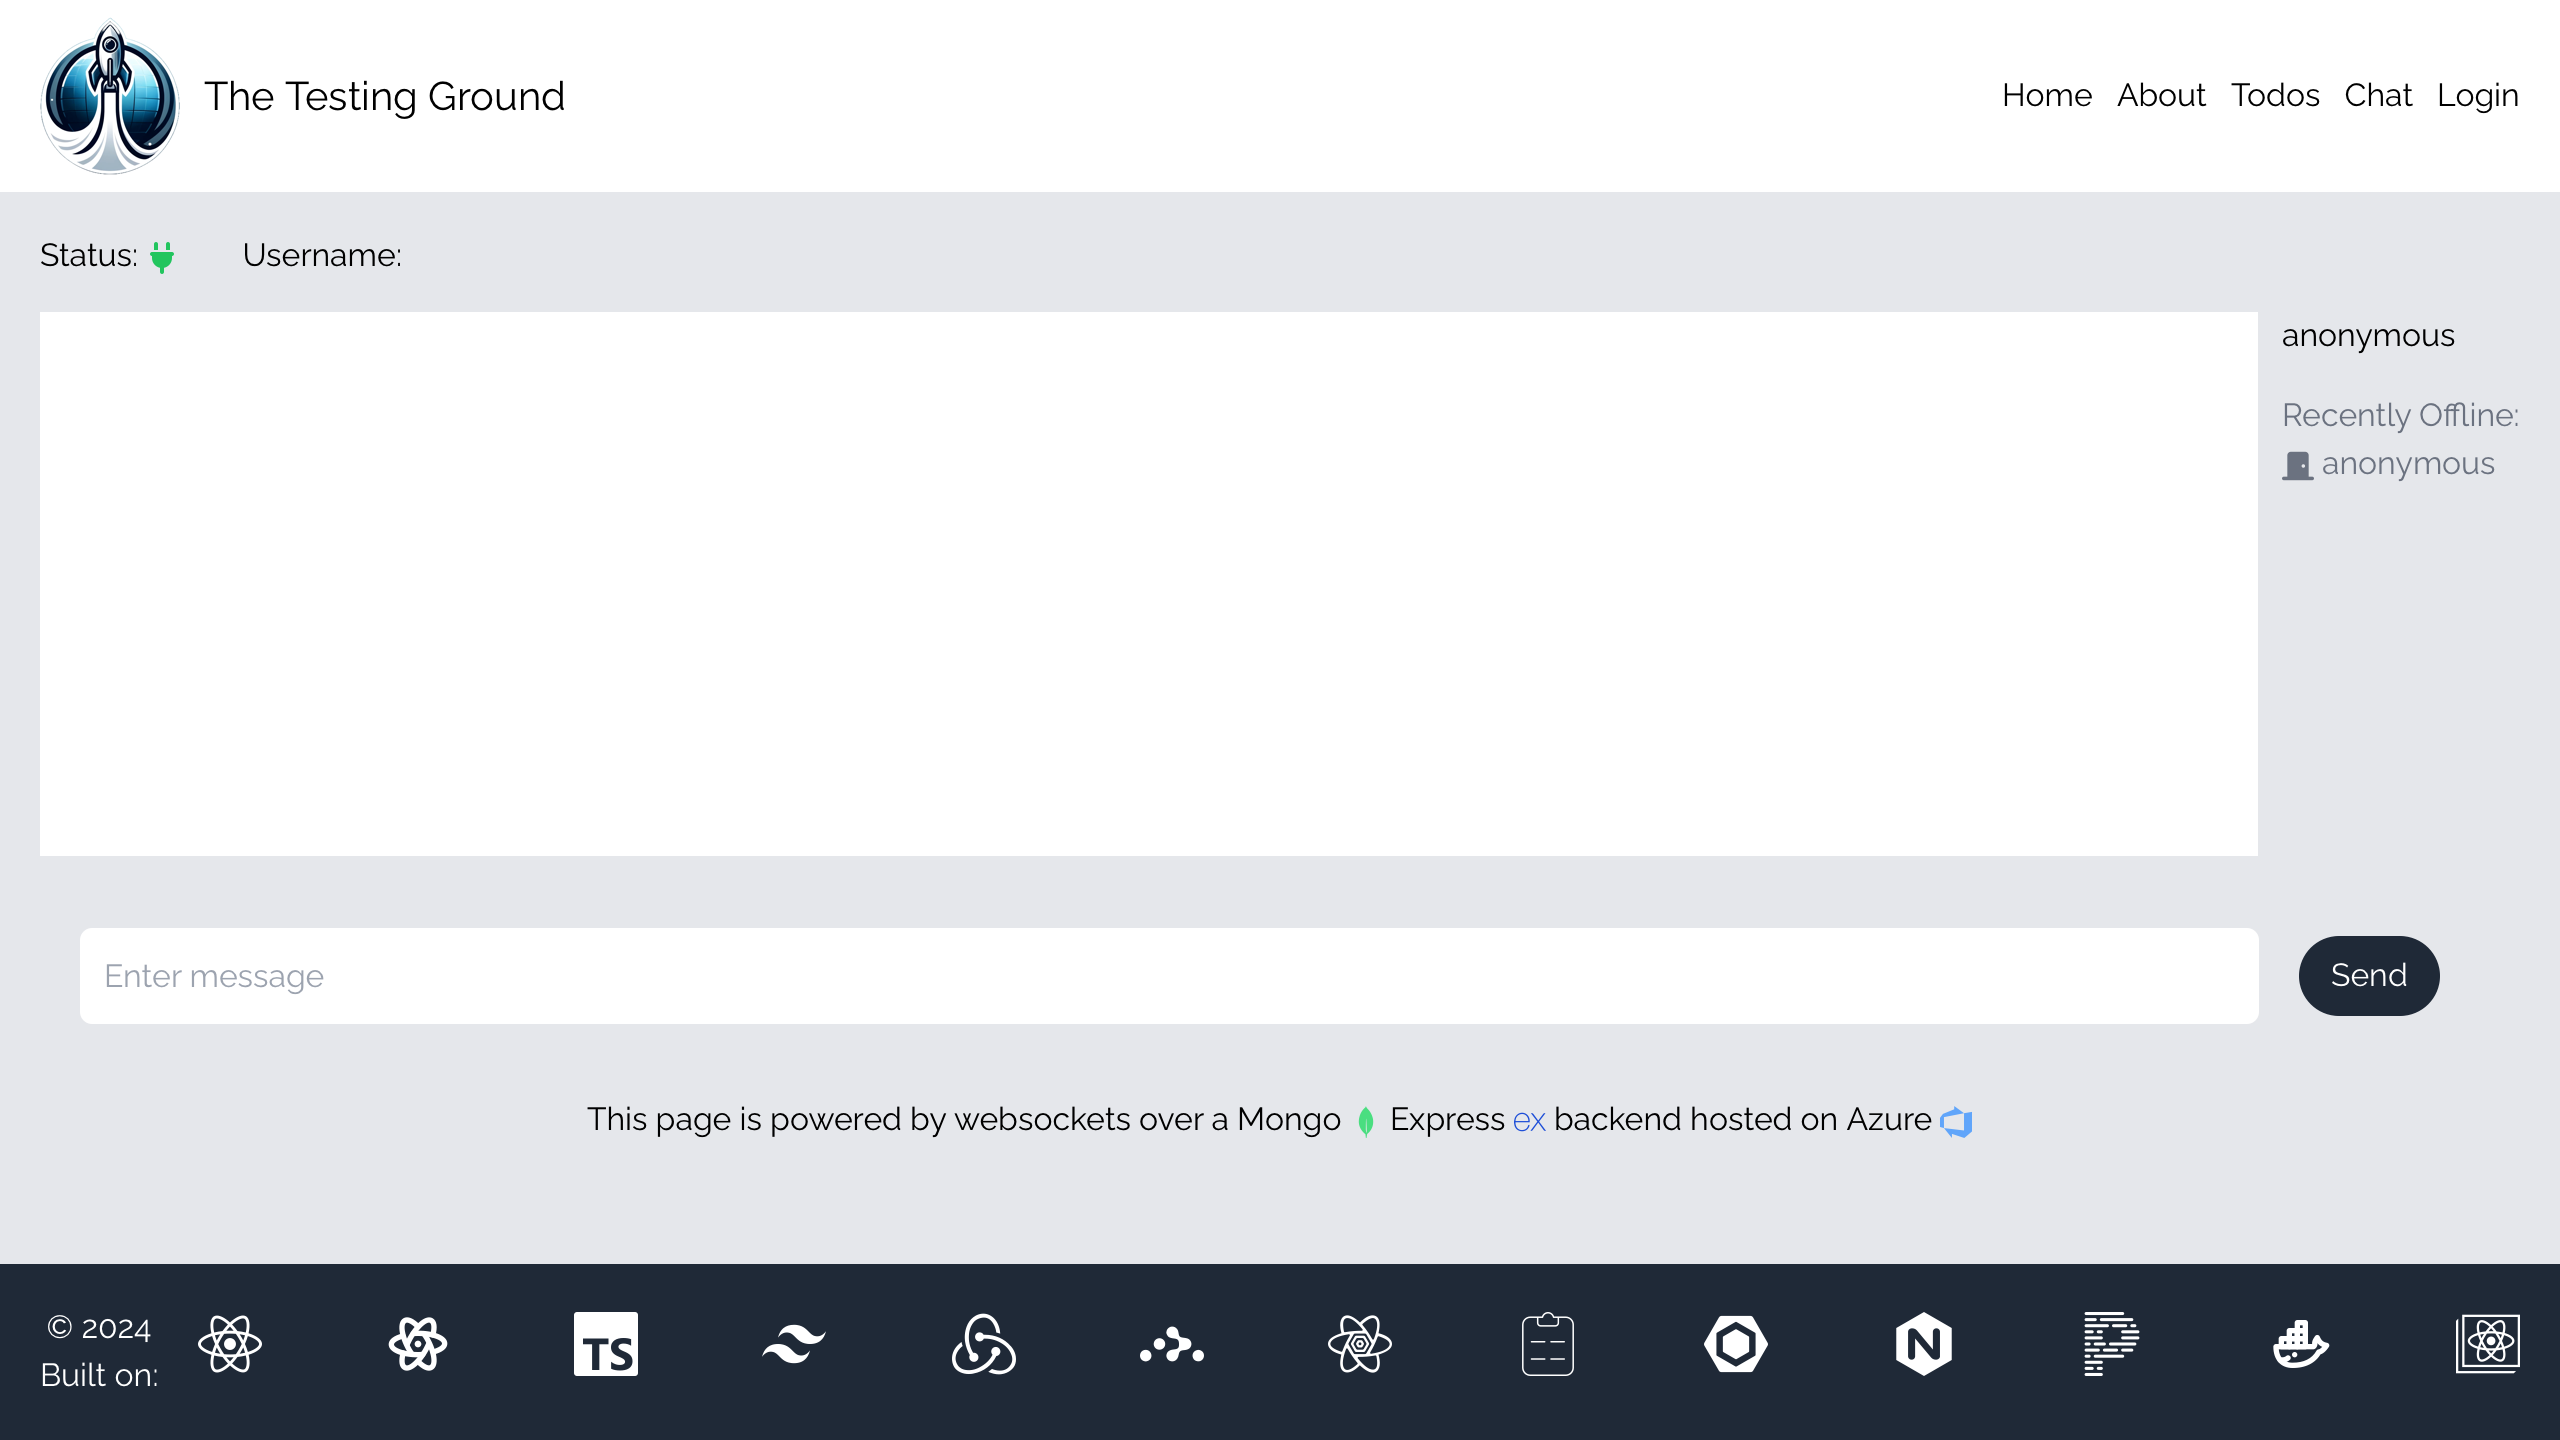 The Testing Ground
Home About Todos Chat Login
Status:
Username:
anonymous
Recently Offline:
anonymous
Enter message
Send
This page is powered by websockets over a Mongo Express ex backend hosted on Azure
© 2024
Built on:
TS